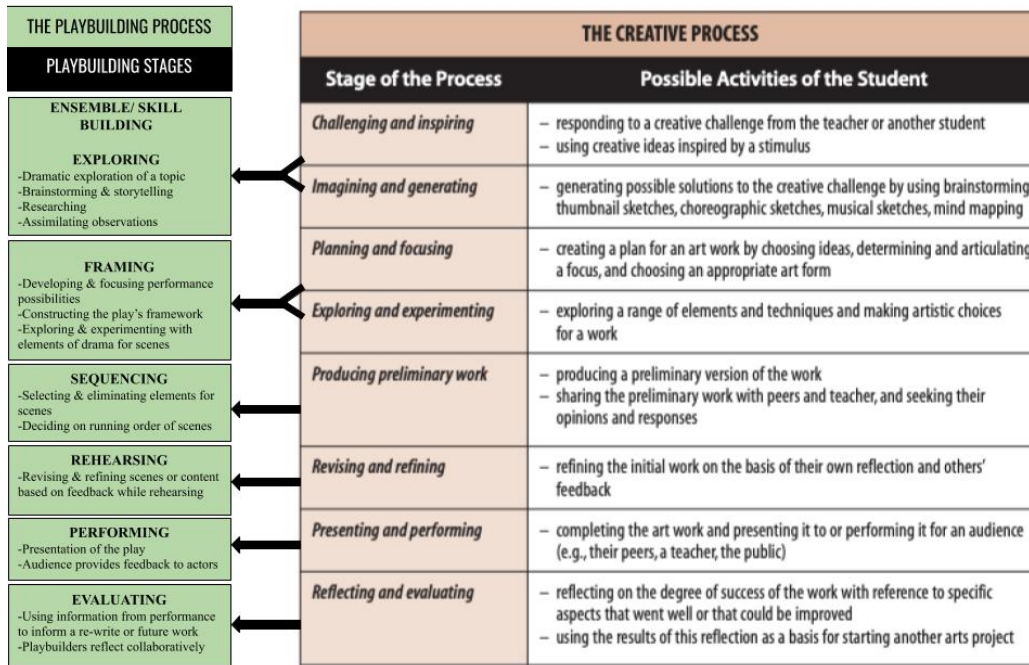 THE PLAYBUILDING PROCESS
PLAYBUILDING STAGES
ENSEMBLE/ SKILL
BUILDING
EXPLORING
-Dramatic exploration of a topic
-Brainstorming & storytelling
-Researching
-Assimilating observations
FRAMING
-Developing & focusing performance
possibilities
-Constructing the play's framework
-Exploring & experimenting with
elements of drama for scenes
SEQUENCING
-Selecting & eliminating elements for
scenes
-Deciding on running order of scenes
REHEARSING
-Revising & refining scenes or content
based on feedback while rehearsing
PERFORMING
-Presentation of the play
-Audience provides feedback to actors
EVALUATING
-Using information from performance
to inform a re-write or future work
-Playbuilders reflect collaboratively
THE CREATIVE PROCESS
Stage of the Process
Possible Activities of the Student
Challenging and inspiring
– responding to a creative challenge from the teacher or another student
– using creative ideas inspired by a stimulus
Imagining and generating
– generating possible solutions to the creative challenge by using brainstorming,
thumbnail sketches, choreographic sketches, musical sketches, mind mapping
Planning and focusing
– creating a plan for an art work by choosing ideas, determining and articulating
a focus, and choosing an appropriate art form
Exploring and experimenting
– exploring a range of elements and techniques and making artistic choices
for a work
Producing preliminary work
– producing a preliminary version of the work
– sharing the preliminary work with peers and teacher, and seeking their
opinions and responses
Revising and refining
– refining the initial work on the basis of their own reflection and others'
feedback
Presenting and performing
– completing the art work and presenting it to or performing it for an audience
(e.g., their peers, a teacher, the public)
Reflecting and evaluating
– reflecting on the degree of success of the work with reference to specific
aspects that went well or that could be improved
– using the results of this reflection as a basis for starting another arts project